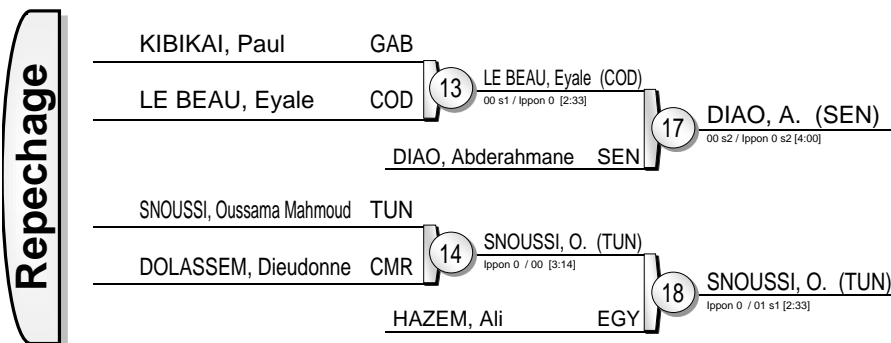 Repechage
KIBIKAI, Paul GAB
LE BEAU, Eyale COD
13
LE BEAU, Eyale (COD)
00 s1 / Ippon 0 [2:33]
DIAO, Abderahmane SEN
17
DIAO, A. (SEN)
00 s2 / Ippon 0 s2 [4:00]
SNOUSSI, Oussama Mahmoud TUN
DOLASSEM, Dieudonne CMR
14
SNOUSSI, O. (TUN)
Ippon 0 / 00 [3:14]
HAZEM, Ali EGY
18
SNOUSSI, O. (TUN)
Ippon 0 / 01 s1 [2:33]